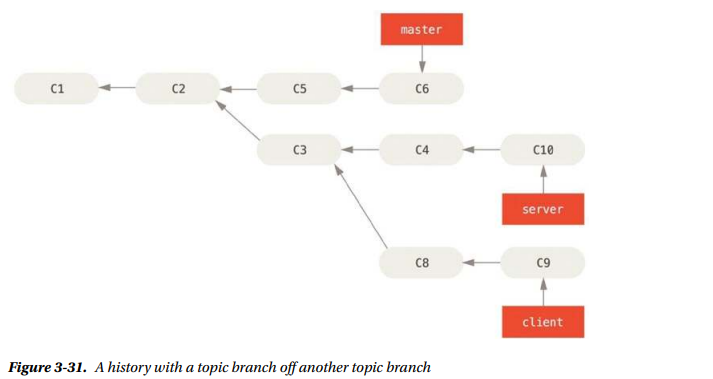 master
C1
C2
C5
C6
C3
C4
C10
server
C8
C9
client
Figure 3-31. A history with a topic branch off another topic branch